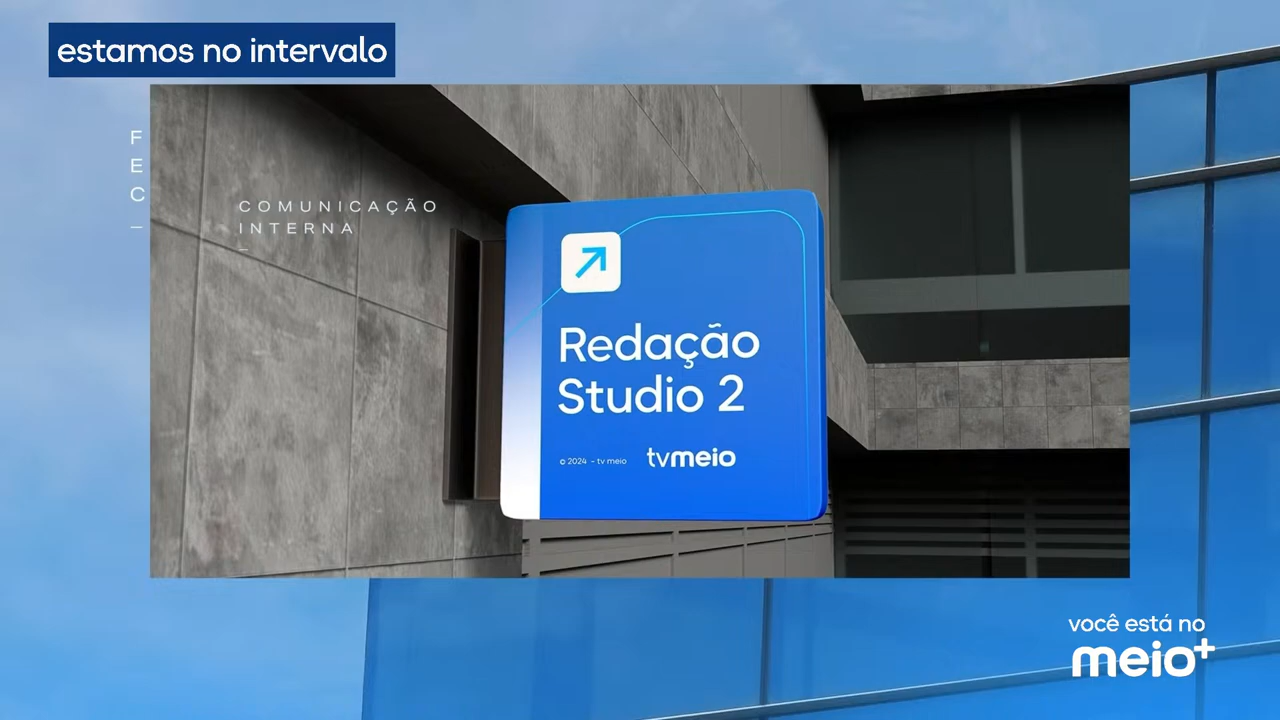 estamos no intervalo
F
E
C
–
COMUNICAÇÃO
INTERNA
–
Redação
Studio 2
© 2024 - tv meio
tvmeio
você está no
meio+